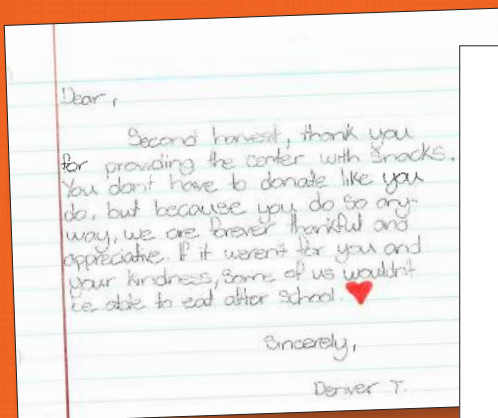 Dear,
Second harvest, thank you
for providing the center with snacks.
You dont have to donate like you
do, but because you do so any-
way, we are forever thankful and
appreciative. If it weren't for you and
your kindness, some of us wouldn't
be able to eat after school.
Sincerely,
Denver T.